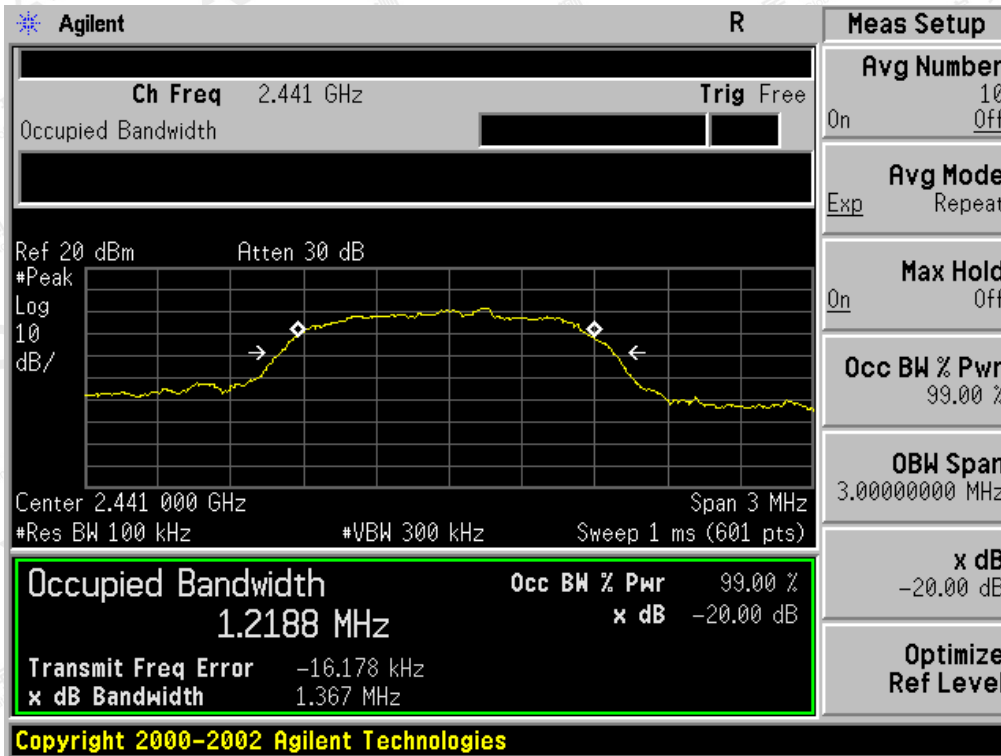 Agilent R
Ch Freq 2.441 GHz Trig Free
Occupied Bandwidth
Ref 20 dBm Atten 30 dB
#Peak
Log
10
dB/
Center 2.441 000 GHz Span 3 MHz
#Res BW 100 kHz #VBW 300 kHz Sweep 1 ms (601 pts)
Occupied Bandwidth Occ BW % Pwr 99.00 %
1.2188 MHz x dB -20.00 dB
Transmit Freq Error -16.178 kHz
x dB Bandwidth 1.367 MHz
Copyright 2000-2002 Agilent Technologies
Meas Setup
Avg Number
10
On Off
Avg Mode
Exp Repeat
Max Hold
On Off
Occ BW % Pwr
99.00 %
OBW Span
3.00000000 MHz
x dB
-20.00 dB
Optimize
Ref Level